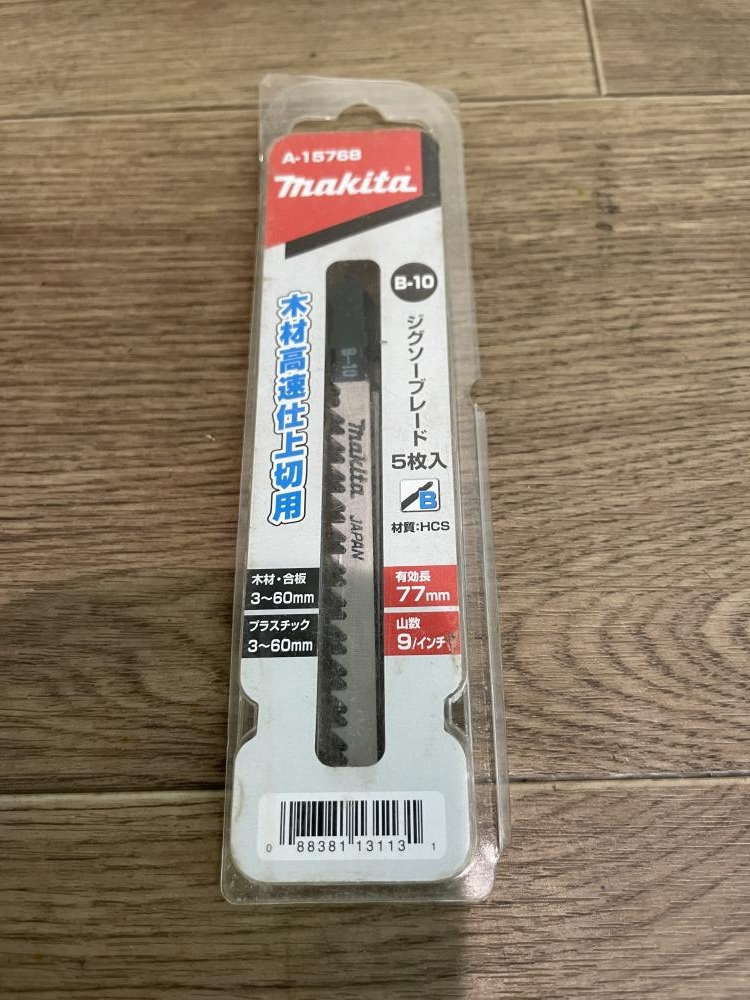 A-15768
makita
B-10
ジグソーブレード
5枚入
B
材質:HCS
木材高速仕上切用
B-10
makita
JAPAN
木材・合板
3～60mm
プラスチック
3～60mm
有効長
77mm
山数
9/インチ
0 88381 13113 1